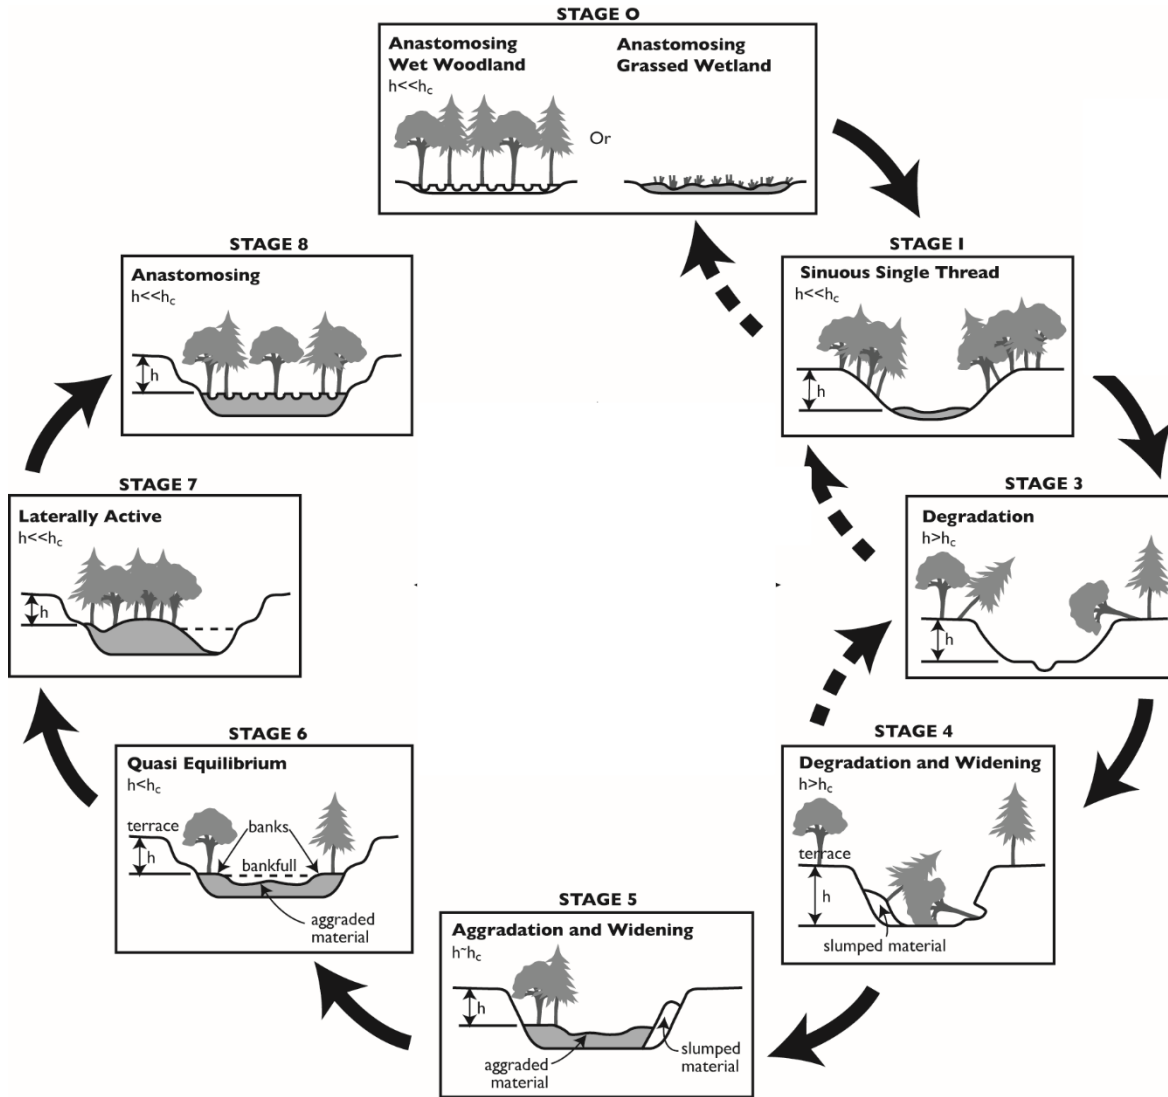 STAGE O
Anastomosing
Wet Woodland
h<<hc
Or
Anastomosing
Grassed Wetland
STAGE I
Sinuous Single Thread
h<<hc
h
STAGE 3
Degradation
h>hc
h
STAGE 4
Degradation and Widening
h>hc
terrace
h
slumped material
STAGE 5
Aggradation and Widening
h~hc
h
aggraded
material
slumped
material
STAGE 6
Quasi Equilibrium
h<hc
terrace
banks
h
bankfull
aggraded
material
STAGE 7
Laterally Active
h<<hc
h
STAGE 8
Anastomosing
h<<hc
h